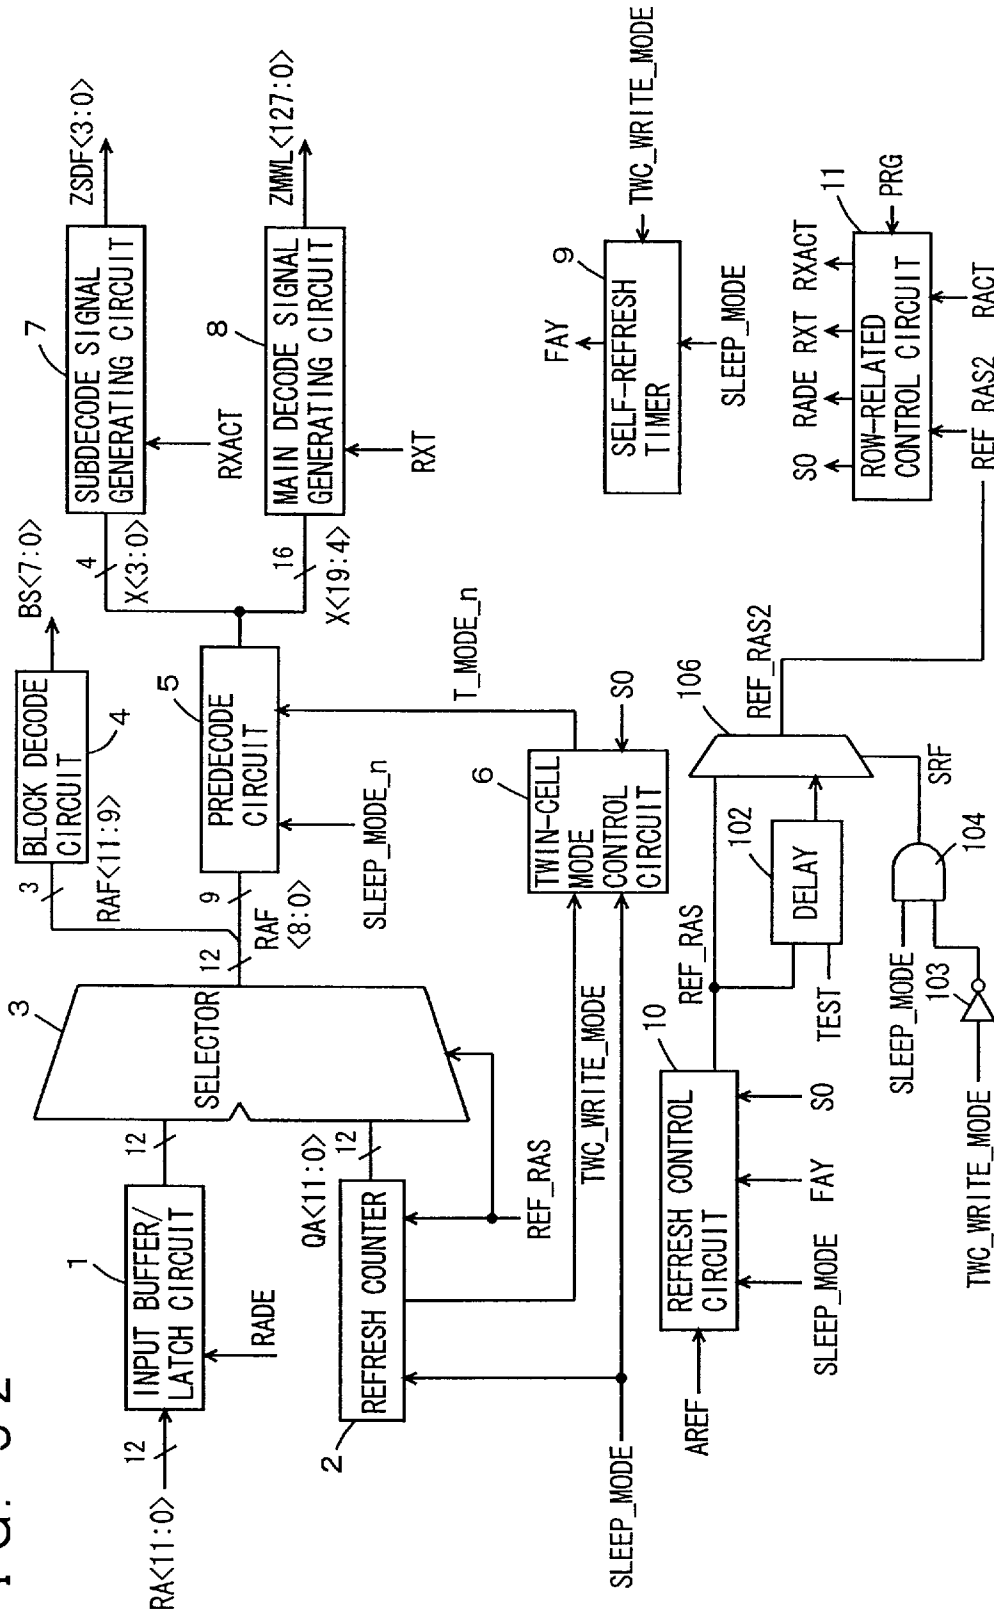 RA<11:0>
12
1
INPUT BUFFER/
LATCH CIRCUIT
RADE
12
3
SELECTOR
12
RAF<11:9>
3
BLOCK DECODE
CIRCUIT
4
BS<7:0>
RAF
<8:0>
9
PREDECODE
CIRCUIT
5
SLEEP_MODE_n
T_MODE_n
4
X<3:0>
SUBDECODE SIGNAL
GENERATING CIRCUIT
7
RXACT
ZSDF<3:0>
16
X<19:4>
MAIN DECODE SIGNAL
GENERATING CIRCUIT
8
RXT
ZMWL<127:0>
2
REFRESH COUNTER
QA<11:0>
12
REF_RAS
TWC_WRITE_MODE
SLEEP_MODE
6
TWIN-CELL
MODE
CONTROL
CIRCUIT
SO
9
SELF-REFRESH
TIMER
FAY
SLEEP_MODE
TWC_WRITE_MODE
AREF
10
REFRESH CONTROL
CIRCUIT
SLEEP_MODE
FAY
SO
REF_RAS
102
DELAY
TEST
106
REF_RAS2
SRF
SLEEP_MODE
103
104
TWC_WRITE_MODE
11
ROW-RELATED
CONTROL CIRCUIT
SO
RADE
RXT
RXACT
PRG
REF_RAS2
RACT